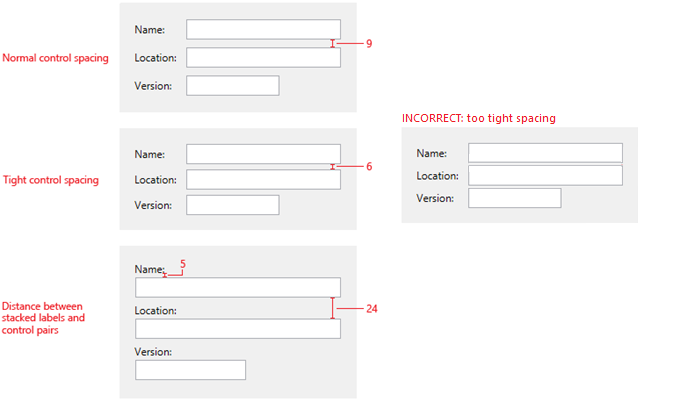 Normal control spacing
Name:
9
Location:
Version:
INCORRECT: too tight spacing
Name:
Location:
Version:
Tight control spacing
Name:
6
Location:
Version:
Distance between
stacked labels and
control pairs
Name:
5
Location:
24
Version: